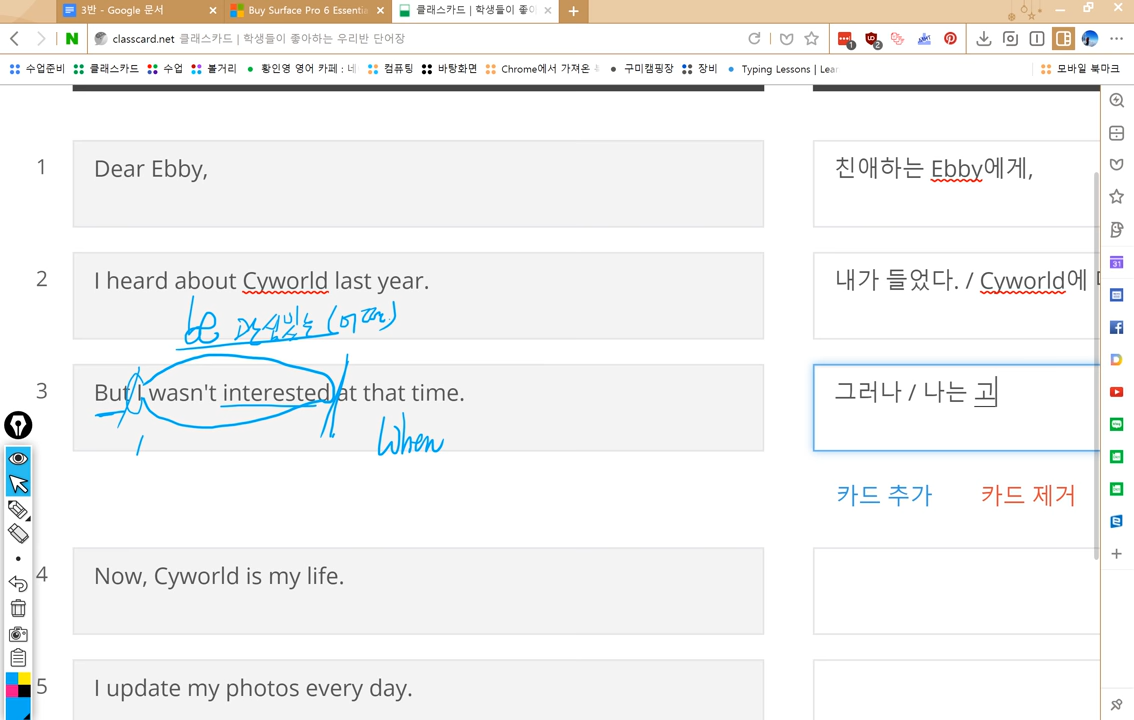 3반 - Google 문서
Buy Surface Pro 6 Essentia
클래스카드 | 학생들이 좋아
classcard.net 클래스카드 | 학생들이 좋아하는 우리반 단어장
수업준비 클래스카드 수업 볼거리 황인영 영어 카페 : 네 컴퓨팅 바탕화면 Chrome에서 가져온 구미캠핑장 장비 Typing Lessons | Lear 모바일 북마크
1 Dear Ebby, 친애하는 Ebby에게,
2 I heard about Cyworld last year. 내가 들었다. / Cyworld에
be 관심있는
3 But I wasn't interested at that time. 그러나 / 나는 고
When
카드 추가 카드 제거
4 Now, Cyworld is my life.
5 I update my photos every day.